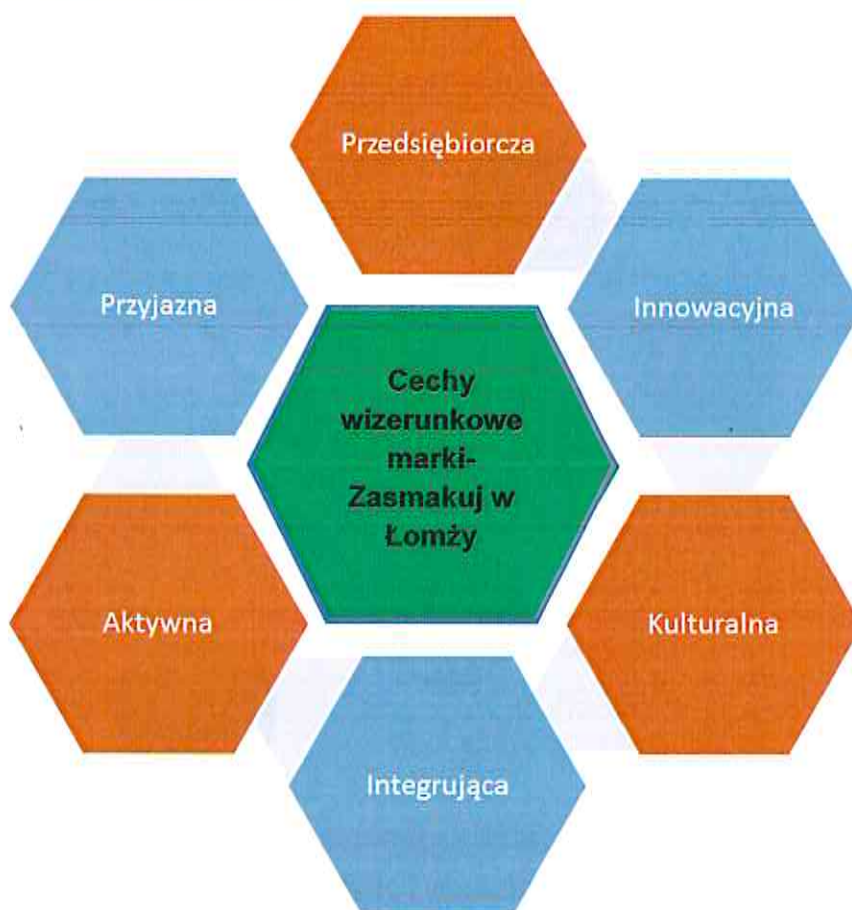 Przedsiębiorcza
Innowacyjna
Przyjazna
Cechy
wizerunkowe
marki-
Zasmakuj w
Łomży
Aktywna
Kulturalna
Integrująca